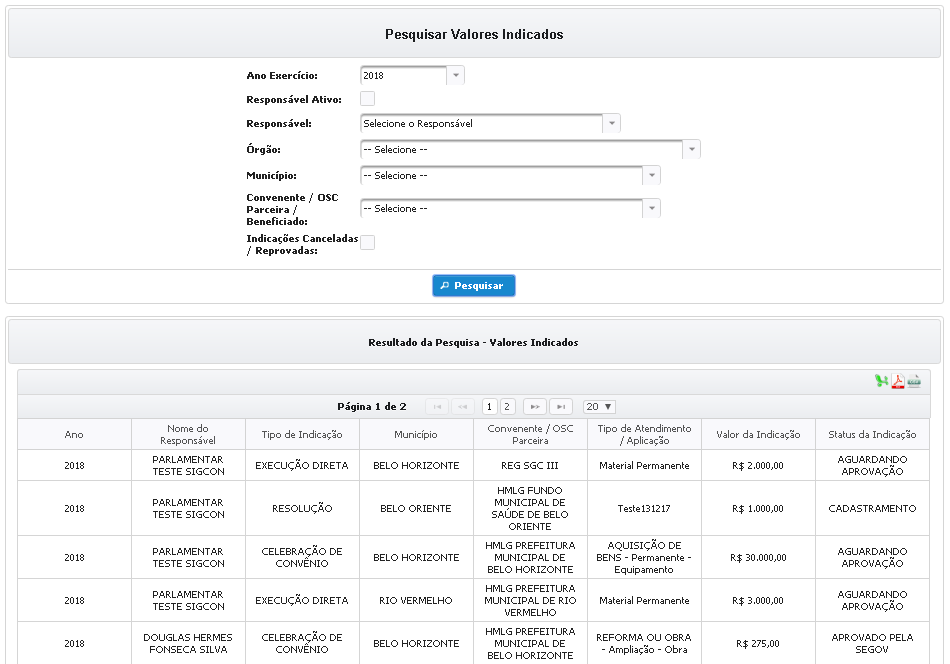 Pesquisar Valores Indicados
Ano Exercício:
2018
Responsável Ativo:
Responsável:
Selecione o Responsável
Órgão:
-- Selecione --
Município:
-- Selecione --
Convenente / OSC
Parceira /
Beneficiado:
-- Selecione --
Indicações Canceladas
/ Reprovadas:
Pesquisar
Resultado da Pesquisa - Valores Indicados
Página 1 de 2
1
2
20
Ano
Nome do
Responsável
Tipo de Indicação
Município
Convenente / OSC
Parceira
Tipo de Atendimento
/ Aplicação
Valor da Indicação
Status da Indicação
2018
PARLAMENTAR
TESTE SIGCON
EXECUÇÃO DIRETA
BELO HORIZONTE
REG SGC III
Material Permanente
R$ 2.000,00
AGUARDANDO
APROVAÇÃO
2018
PARLAMENTAR
TESTE SIGCON
RESOLUÇÃO
BELO ORIENTE
HMLG FUNDO
MUNICIPAL DE
SAÚDE DE BELO
ORIENTE
Teste131217
R$ 1.000,00
CADASTRAMENTO
2018
PARLAMENTAR
TESTE SIGCON
CELEBRAÇÃO DE
CONVÊNIO
BELO HORIZONTE
HMLG PREFEITURA
MUNICIPAL DE
BELO HORIZONTE
AQUISIÇÃO DE
BENS - Permanente -
Equipamento
R$ 30.000,00
AGUARDANDO
APROVAÇÃO
2018
PARLAMENTAR
TESTE SIGCON
EXECUÇÃO DIRETA
RIO VERMELHO
HMLG PREFEITURA
MUNICIPAL DE RIO
VERMELHO
Material Permanente
R$ 3.000,00
AGUARDANDO
APROVAÇÃO
2018
DOUGLAS HERMES
FONSECA SILVA
CELEBRAÇÃO DE
CONVÊNIO
BELO HORIZONTE
HMLG PREFEITURA
MUNICIPAL DE
BELO HORIZONTE
REFORMA OU OBRA
- Ampliação - Obra
R$ 275,00
APROVADO PELA
SEGOV